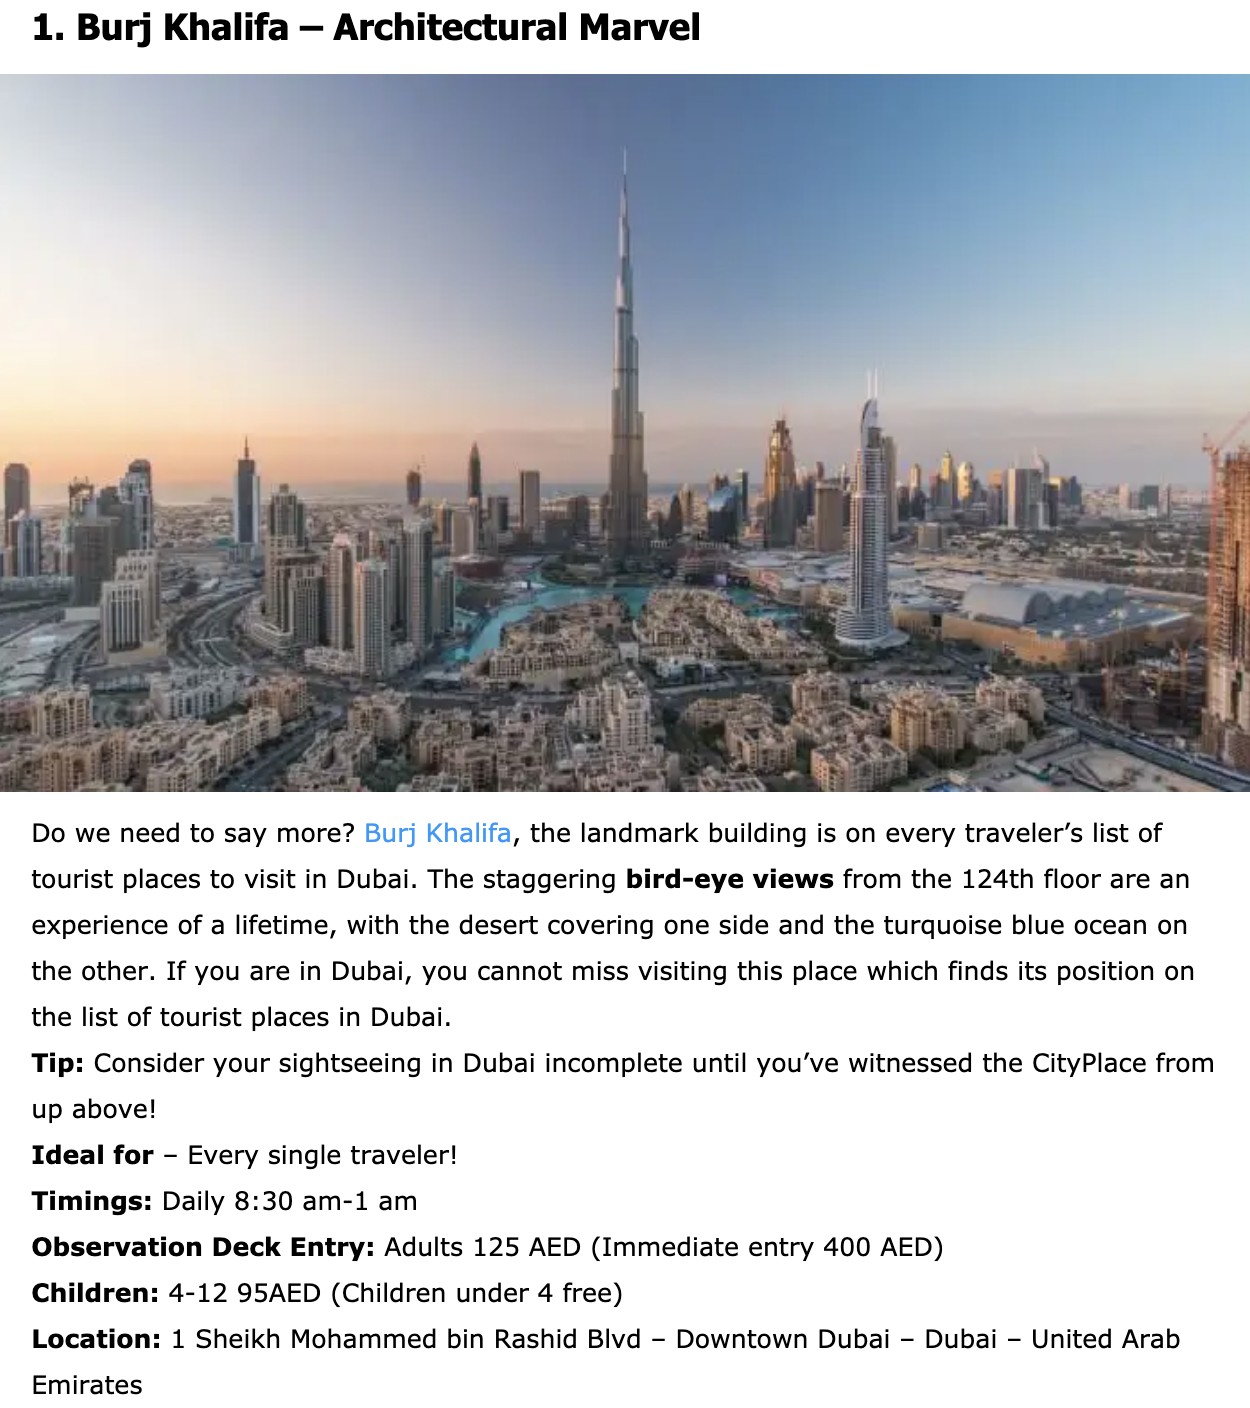 1. Burj Khalifa – Architectural Marvel
Do we need to say more? Burj Khalifa, the landmark building is on every traveler’s list of
tourist places to visit in Dubai. The staggering bird-eye views from the 124th floor are an
experience of a lifetime, with the desert covering one side and the turquoise blue ocean on
the other. If you are in Dubai, you cannot miss visiting this place which finds its position on
the list of tourist places in Dubai.
Tip: Consider your sightseeing in Dubai incomplete until you’ve witnessed the CityPlace from
up above!
Ideal for – Every single traveler!
Timings: Daily 8:30 am-1 am
Observation Deck Entry: Adults 125 AED (Immediate entry 400 AED)
Children: 4-12 95AED (Children under 4 free)
Location: 1 Sheikh Mohammed bin Rashid Blvd – Downtown Dubai – Dubai – United Arab
Emirates